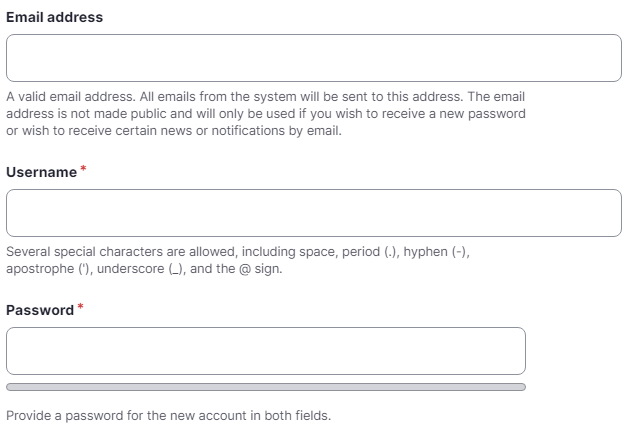 Email address
A valid email address. All emails from the system will be sent to this address. The email
address is not made public and will only be used if you wish to receive a new password
or wish to receive certain news or notifications by email.
Username *
Several special characters are allowed, including space, period (.), hyphen (-),
apostrophe ('), underscore (_), and the @ sign.
Password *
Provide a password for the new account in both fields.